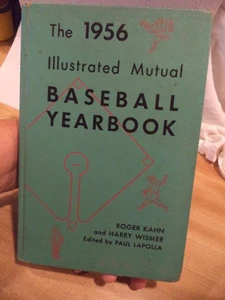 The 1956
Illustrated Mutual
BASEBALL
YEARBOOK
ROGER KAHN
and HARRY WISMER
Edited by PAUL LAPOLLA